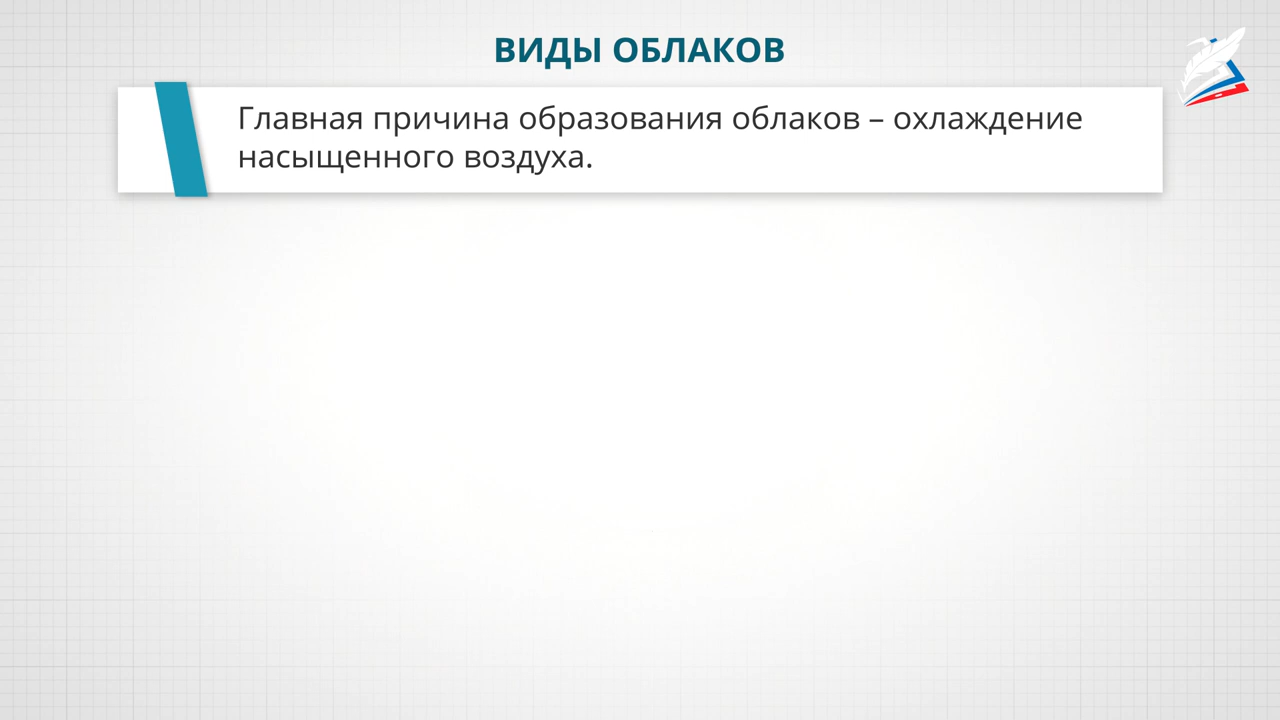 ВИДЫ ОБЛАКОВ
Главная причина образования облаков – охлаждение
насыщенного воздуха.